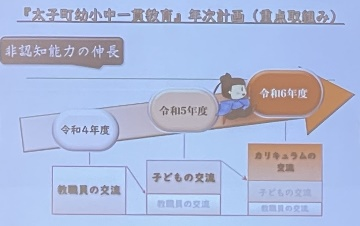 『太子町幼小中一貫教育』年次計画（重点取組み）
非認知能力の伸長
令和4年度
令和5年度
令和6年度
教職員の交流
子どもの交流
教職員の交流
カリキュラムの
交流
子どもの交流
教職員の交流